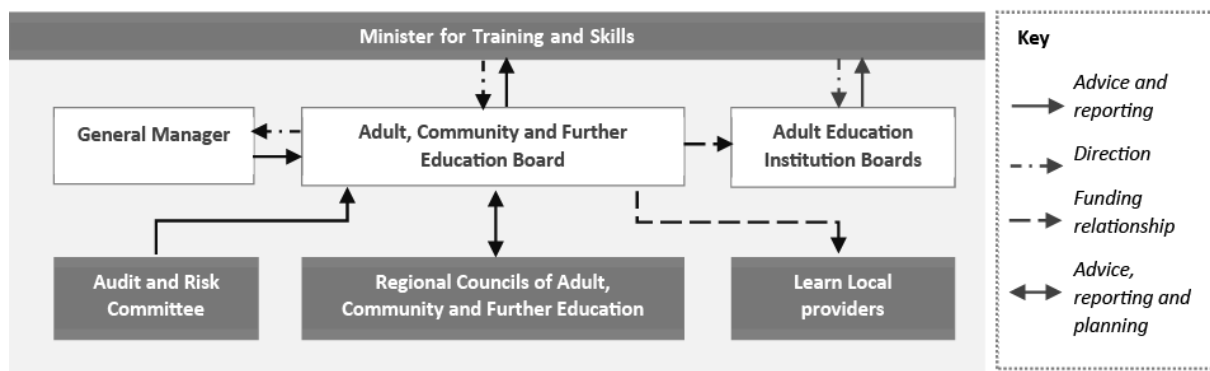 Minister for Training and Skills
General Manager
Adult, Community and Further
Education Board
Adult Education
Institution Boards
Audit and Risk
Committee
Regional Councils of Adult,
Community and Further Education
Learn Local
providers
Key
Advice and
reporting
Direction
Funding
relationship
Advice,
reporting and
planning